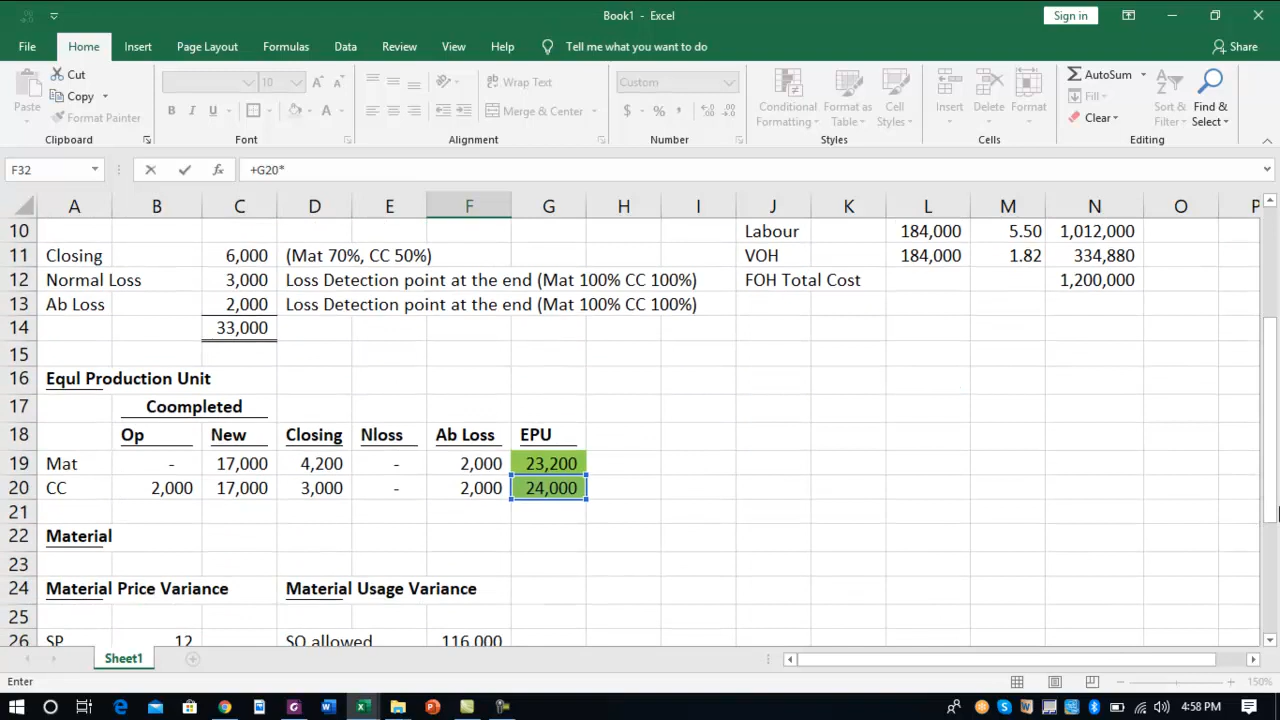 Book1 - Excel
Sign in
File Home Insert Page Layout Formulas Data Review View Help Tell me what you want to do Share
Paste
Cut
Copy
Format Painter
Clipboard
10
B I U
Font
Wrap Text
Merge & Center
Alignment
Custom
$ % ,
Number
Conditional Formatting
Format as Table
Cell Styles
Styles
Insert Delete Format
Cells
AutoSum
Fill
Clear
Sort & Filter
Find & Select
Editing
F32 fx +G20*
A B C D E F G H I J K L M N O P
10 Labour 184,000 5.50 1,012,000
11 Closing 6,000 (Mat 70%, CC 50%) VOH 184,000 1.82 334,880
12 Normal Loss 3,000 Loss Detection point at the end (Mat 100% CC 100%) FOH Total Cost 1,200,000
13 Ab Loss 2,000 Loss Detection point at the end (Mat 100% CC 100%)
14 33,000
15
16 Equl Production Unit
17 Coompleted
18 Op New Closing Nloss Ab Loss EPU
19 Mat - 17,000 4,200 - 2,000 23,200
20 CC 2,000 17,000 3,000 - 2,000 24,000
21
22 Material
23
24 Material Price Variance Material Usage Variance
25
26 SP 12 SQ allowed 116,000
Sheet1
Enter
150%
4:58 PM